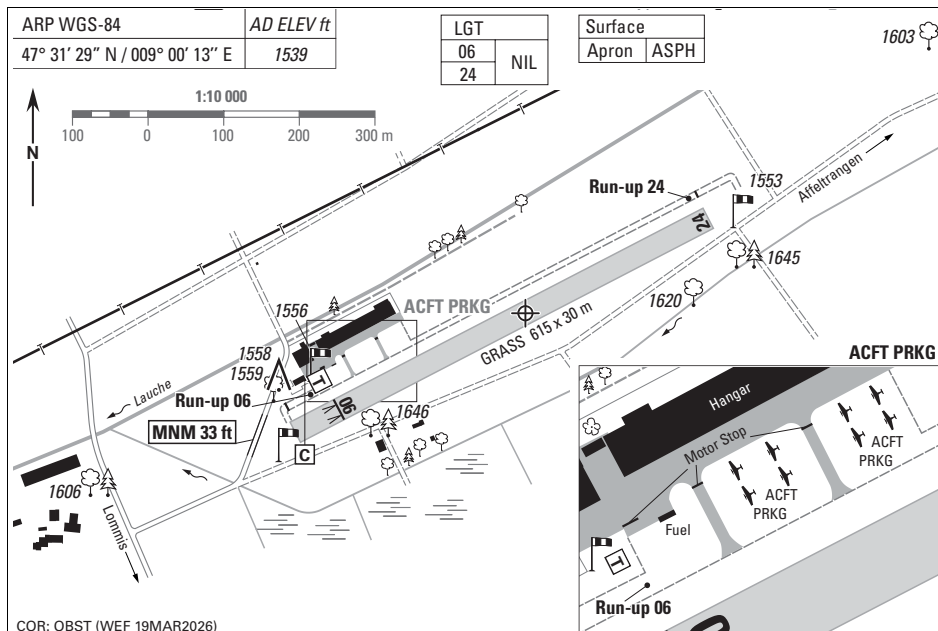 ARP WGS-84 AD ELEV ft
47° 31’ 29” N / 009° 00’ 13” E 1539
LGT
06 NIL
24
Surface
Apron ASPH
1603
1:10 000
100 0 100 200 300 m
N
Affeltrangen
Run-up 24
1553
24
1645
1620
1556
ACFT PRKG
GRASS 615 x 30 m
1558
1559
Lauche
T
Run-up 06
06
MNM 33 ft
1646
C
1606
Lommis
ACFT PRKG
Hangar
Motor Stop
ACFT
PRKG
ACFT
PRKG
Fuel
T
Run-up 06
COR: OBST (WEF 19MAR2026)